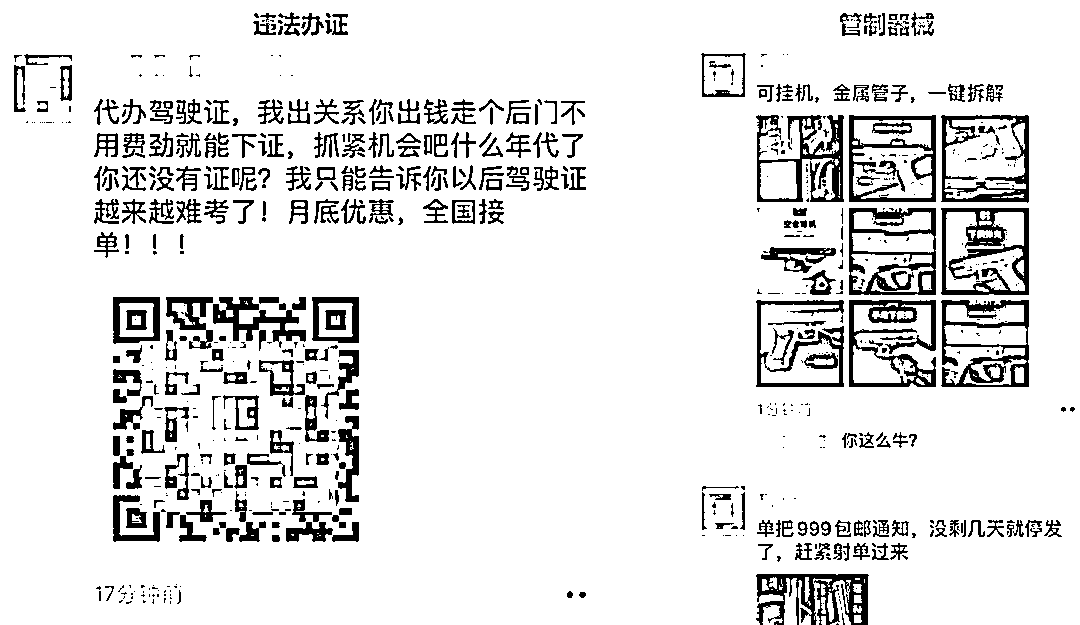 违法办证
代办驾驶证，我出关系你出钱走个后门不
用费劲就能下证，抓紧机会吧什么年代了
你还没有证呢？我只能告诉你以后驾驶证
越来越难考了！月底优惠，全国接
单！！！
17分钟前
管制器械
可挂机，金属管子，一键拆解
1分钟前
你这么牛？
单把999包邮通知，没剩几天就停发
了，赶紧射单过来